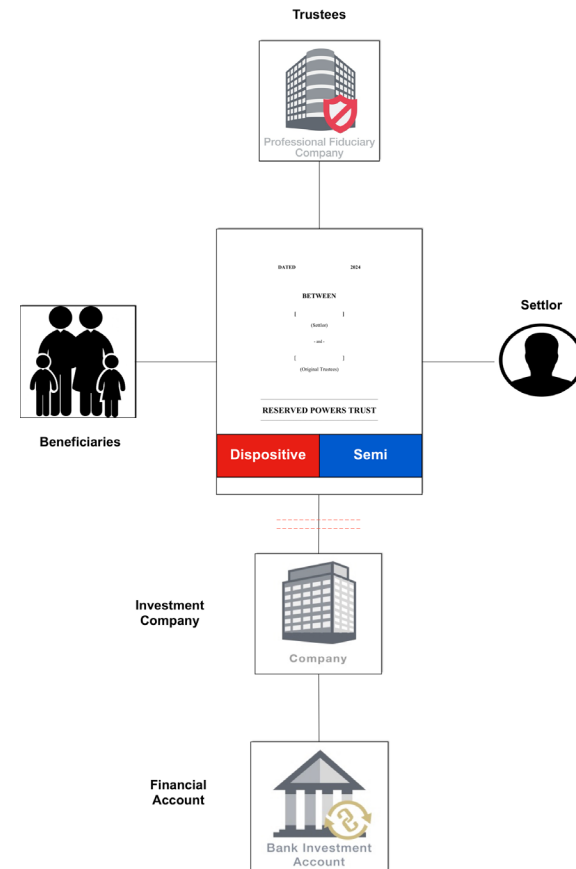 Trustees
Professional Fiduciary
Company
DATED 2024
BETWEEN
[ ]
(Settlor)
- and -
[ ]
(Original Trustees)
RESERVED POWERS TRUST
Dispositive Semi
Settlor
Beneficiaries
Investment
Company
Company
Financial
Account
Bank Investment
Account